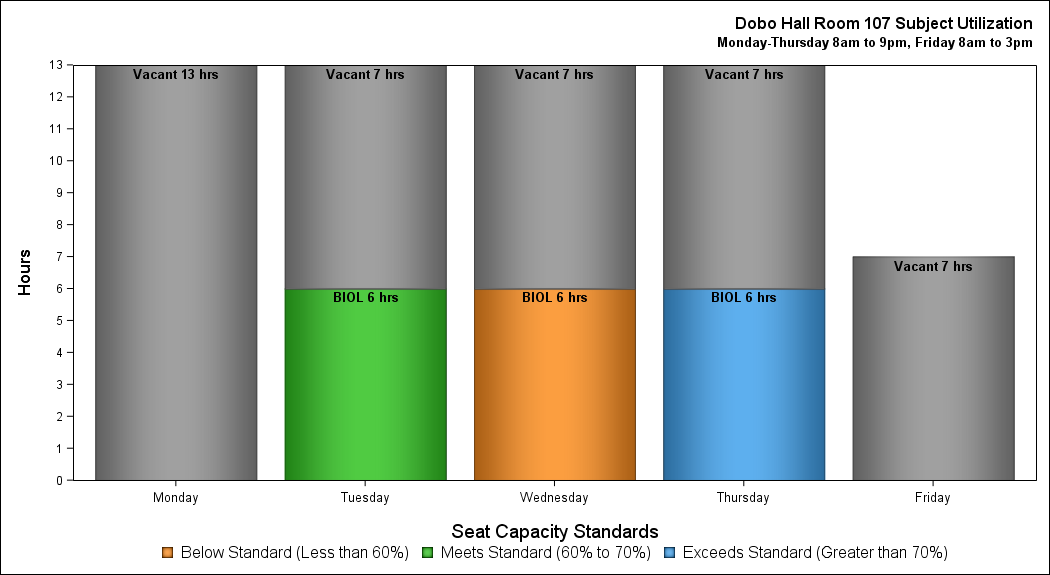 Dobo Hall Room 107 Subject Utilization
Monday-Thursday 8am to 9pm, Friday 8am to 3pm
Hours
13
12
11
10
9
8
7
6
5
4
3
2
1
0
Vacant 13 hrs
Vacant 7 hrs
Vacant 7 hrs
Vacant 7 hrs
Vacant 7 hrs
BIOL 6 hrs
BIOL 6 hrs
BIOL 6 hrs
Monday
Tuesday
Wednesday
Thursday
Friday
Seat Capacity Standards
Below Standard (Less than 60%) Meets Standard (60% to 70%) Exceeds Standard (Greater than 70%)